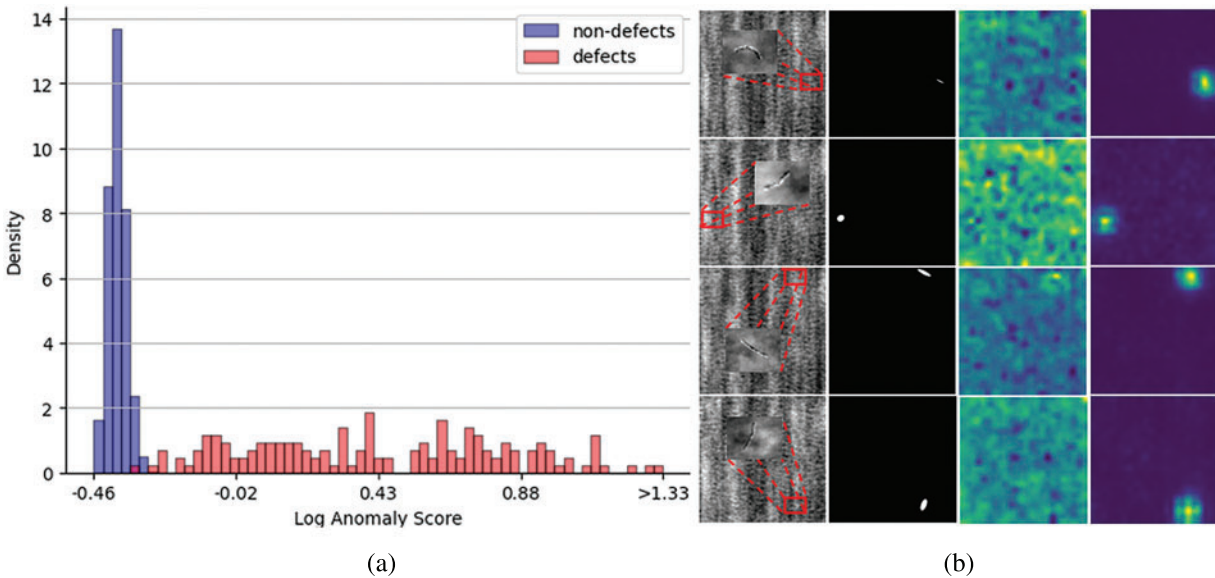 14
12
10
8
6
4
2
0
Density
non-defects
defects
-0.46
-0.02
0.43
0.88
>1.33
Log Anomaly Score
(a)
(b)